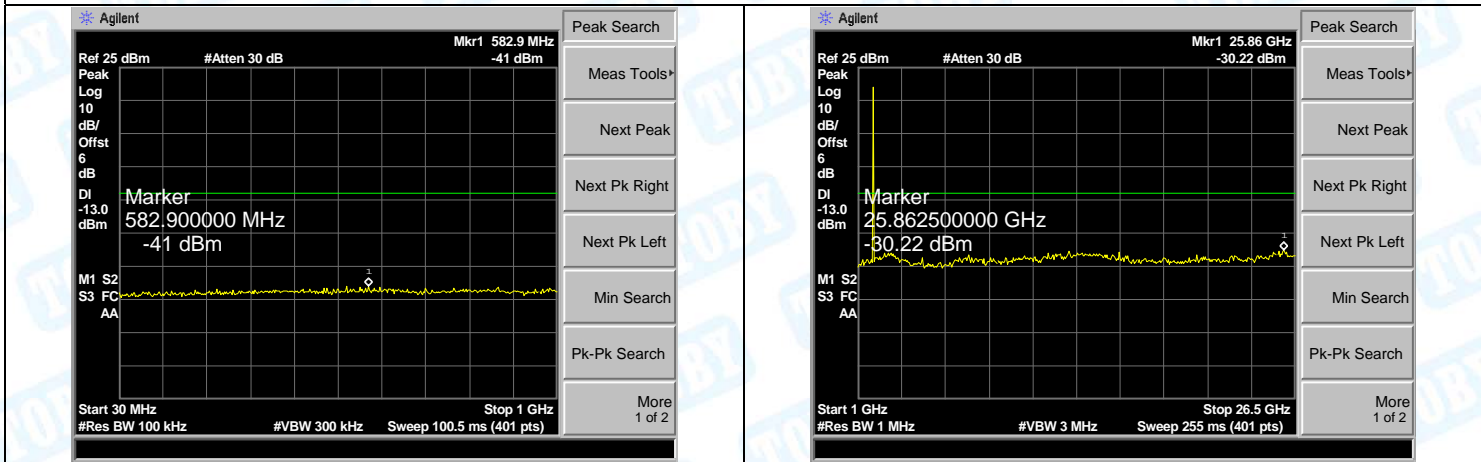 Agilent
Peak Search
Mkr1 582.9 MHz
Ref 25 dBm #Atten 30 dB -41 dBm
Peak
Log
10
dB/
Offst
6
dB
DI
-13.0
dBm
Marker
582.900000 MHz
-41 dBm
1
M1 S2
S3 FC
AA
Start 30 MHz Stop 1 GHz
#Res BW 100 kHz #VBW 300 kHz Sweep 100.5 ms (401 pts)
Meas Tools
Next Peak
Next Pk Right
Next Pk Left
Min Search
Pk-Pk Search
More
1 of 2
Agilent
Peak Search
Mkr1 25.86 GHz
Ref 25 dBm #Atten 30 dB -30.22 dBm
Peak
Log
10
dB/
Offst
6
dB
DI
-13.0
dBm
Marker
25.862500000 GHz
-30.22 dBm
1
M1 S2
S3 FC
AA
Start 1 GHz Stop 26.5 GHz
#Res BW 1 MHz #VBW 3 MHz Sweep 255 ms (401 pts)
Meas Tools
Next Peak
Next Pk Right
Next Pk Left
Min Search
Pk-Pk Search
More
1 of 2
TOBY